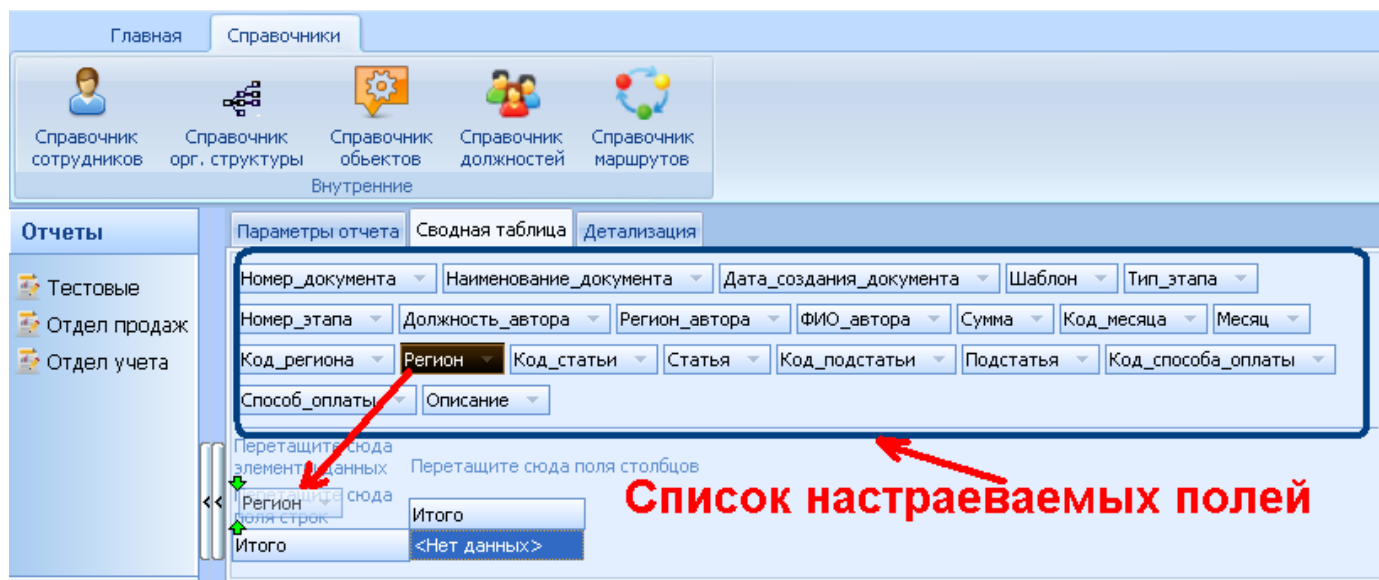 Главная Справочники
Справочник сотрудников
Справочник орг. структуры
Справочник обьектов
Справочник должностей
Справочник маршрутов
Внутренние
Отчеты
Тестовые
Отдел продаж
Отдел учета
Параметры отчета Сводная таблица Детализация
Номер_документа Наименование_документа Дата_создания_документа Шаблон Тип_этапа
Номер_этапа Должность_автора Регион_автора ФИО_автора Сумма Код_месяца Месяц
Код_региона Регион Код_статьи Статья Код_подстатьи Подстатья Код_способа_оплаты
Способ_оплаты Описание
Перетащите сюда
элементы данных
Перетащите сюда поля столбцов
<<
Перетащите сюда
поля строк
Регион
Итого
Итого
<Нет данных>
Список настраеваемых полей